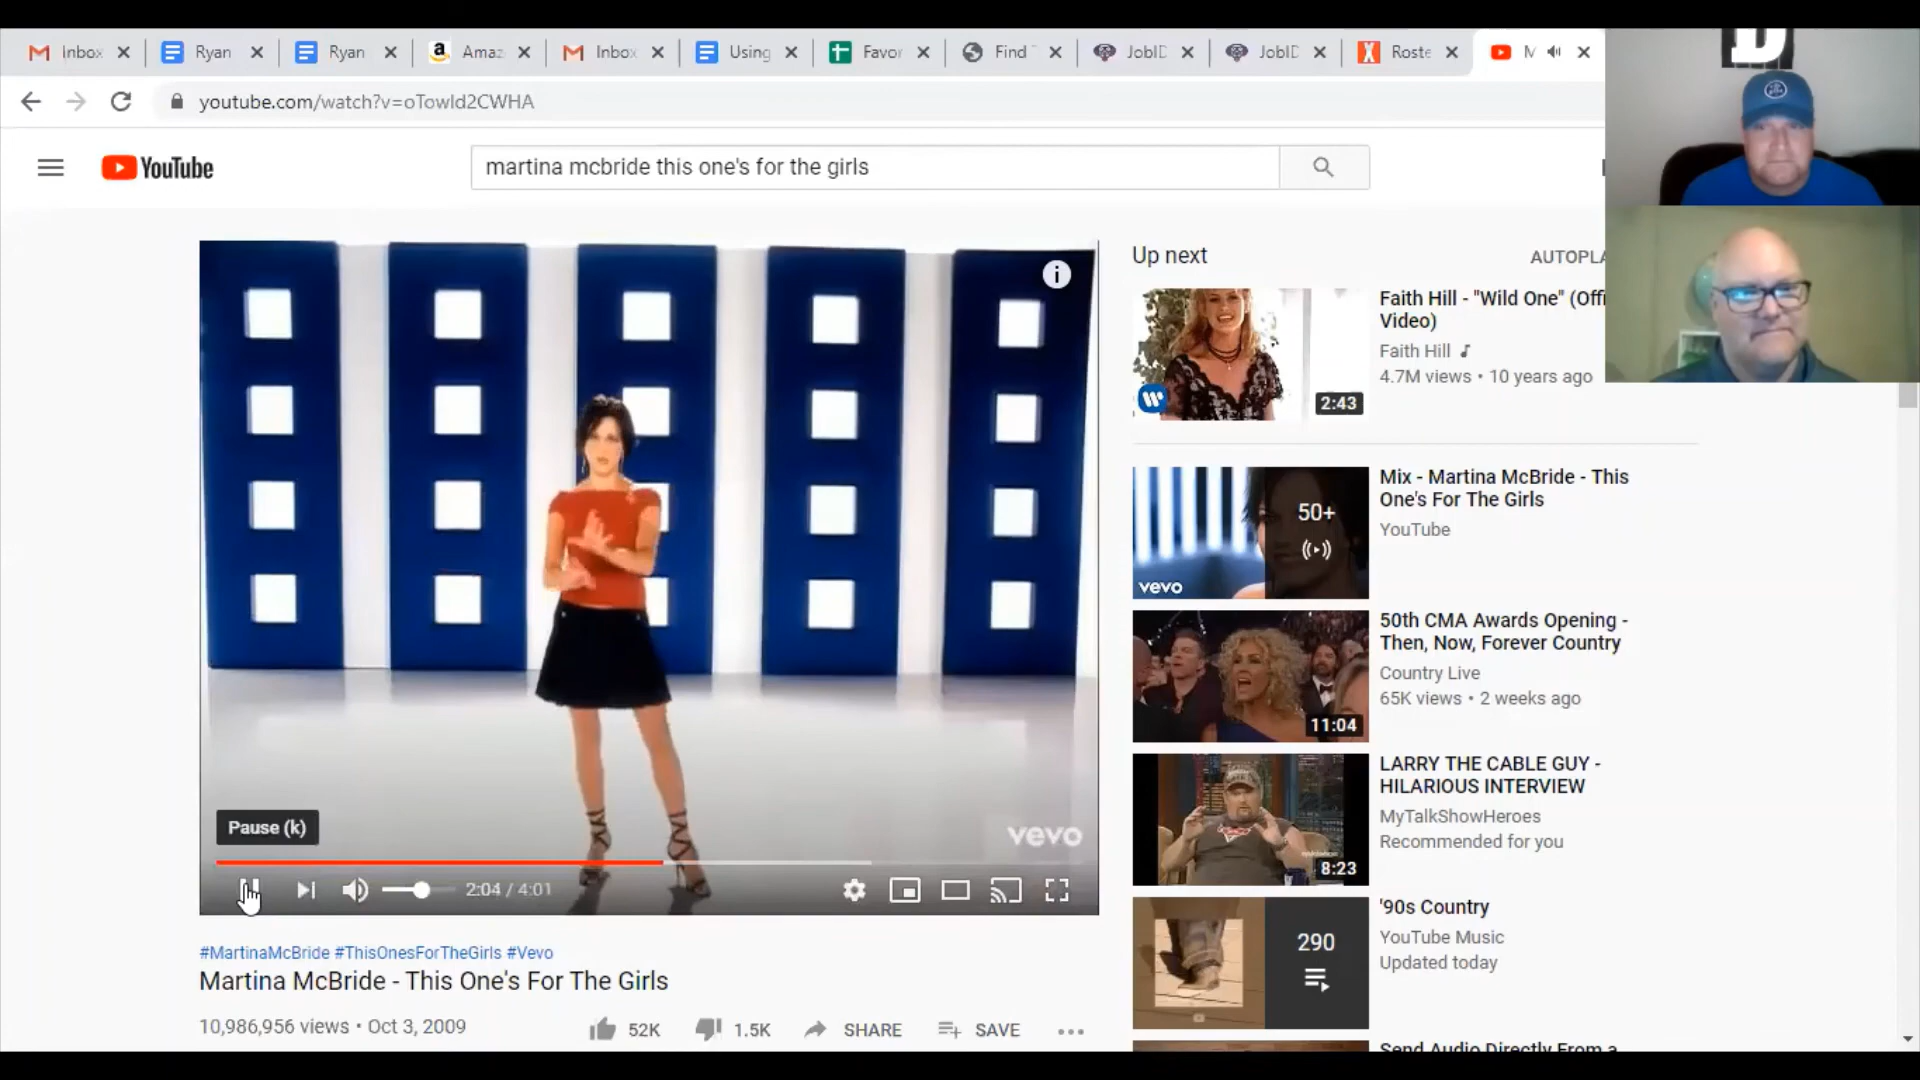 Inbox
Ryan
Ryan
Amaz
Inbox
Using
Favor
Find
JobID
JobID
Roste
M
youtube.com/watch?v=oTowId2CWHA
YouTube
martina mcbride this one's for the girls
D
i
Pause (k)
vevo
2:04 / 4:01
#MartinaMcBride #ThisOnesForTheGirls #Vevo
Martina McBride - This One's For The Girls
10,986,956 views • Oct 3, 2009
52K
1.5K
SHARE
SAVE
Up next
AUTOPLA
Faith Hill - "Wild One" (Offi
Video)
Faith Hill
4.7M views • 10 years ago
2:43
Mix - Martina McBride - This
One's For The Girls
YouTube
50+
vevo
50th CMA Awards Opening -
Then, Now, Forever Country
Country Live
65K views • 2 weeks ago
11:04
LARRY THE CABLE GUY -
HILARIOUS INTERVIEW
MyTalkShowHeroes
Recommended for you
8:23
'90s Country
YouTube Music
Updated today
290
Send Audio Directly From a